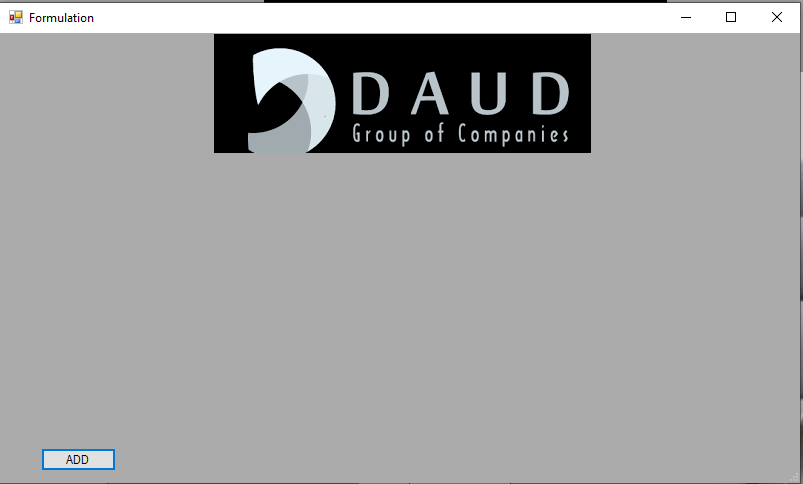 Formulation
DAUD
Group of Companies
ADD